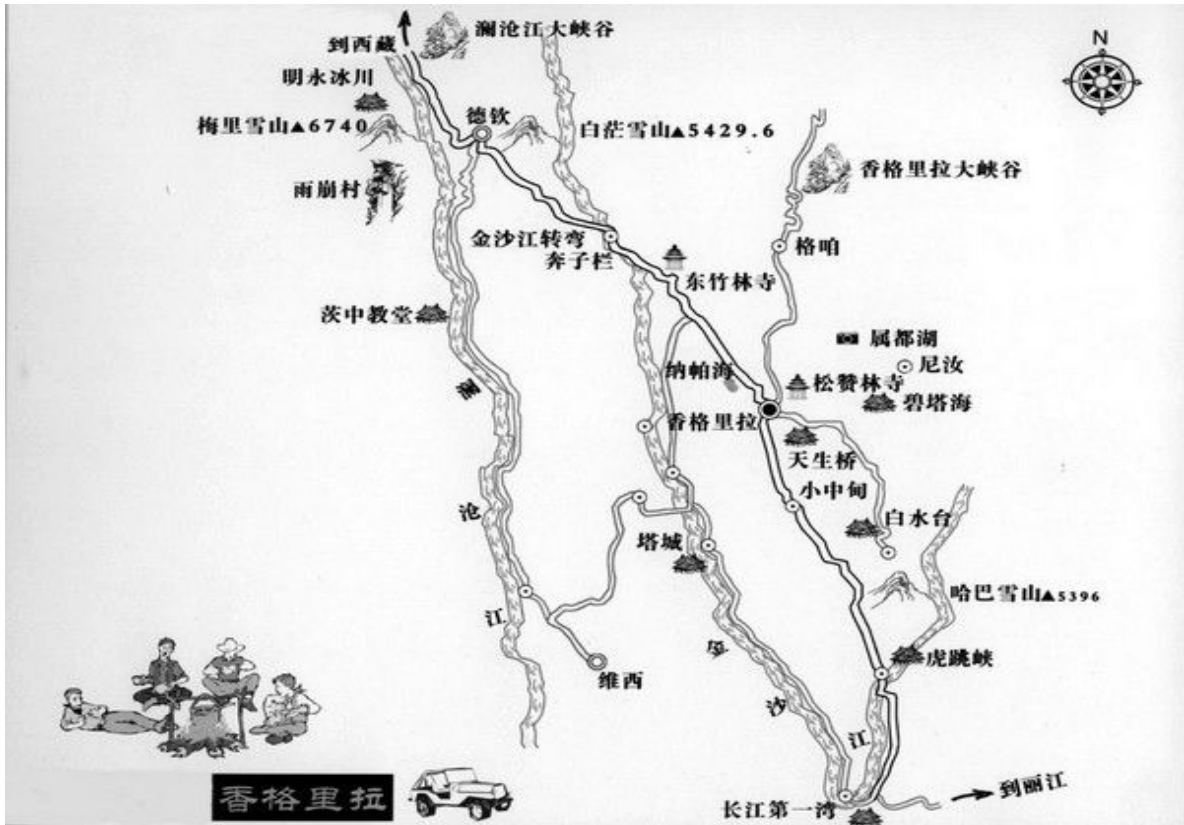 澜沧江大峡谷
到西藏
N
明永冰川
德钦
梅里雪山▲6740
白茫雪山▲5429.6
香格里拉大峡谷
雨崩村
金沙江转弯
格咱
奔子栏
东竹林寺
茨中教堂
属都湖
尼汝
纳帕海
松赞林寺
碧塔海
澜
香格里拉
天生桥
小中甸
沧
白水台
塔城
哈巴雪山▲5396
江
金
虎跳峡
维西
沙
江
到丽江
长江第一湾
香格里拉